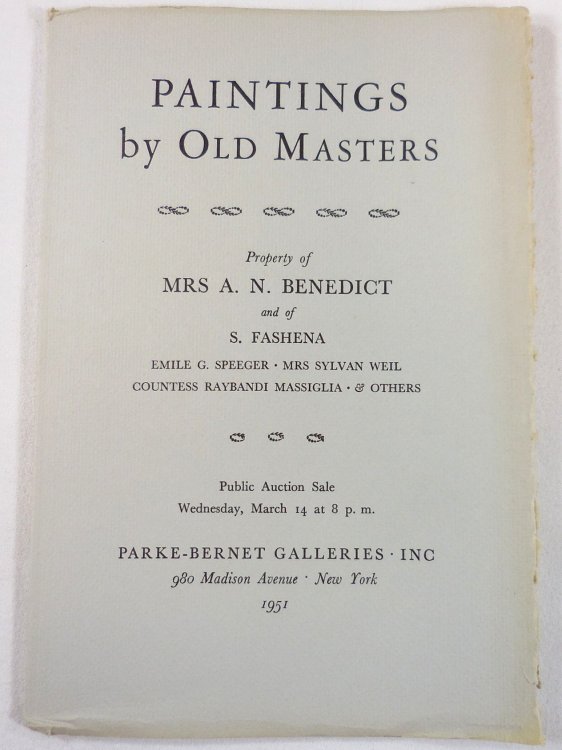 PAINTINGS
by OLD MASTERS
Property of
MRS A. N. BENEDICT
and of
S. FASHENA
EMILE G. SPEEGER · MRS SYLVAN WEIL
COUNTESS RAYBANDI MASSIGLIA · & OTHERS
Public Auction Sale
Wednesday, March 14 at 8 p. m.
PARKE-BERNET GALLERIES · INC
980 Madison Avenue · New York
1951